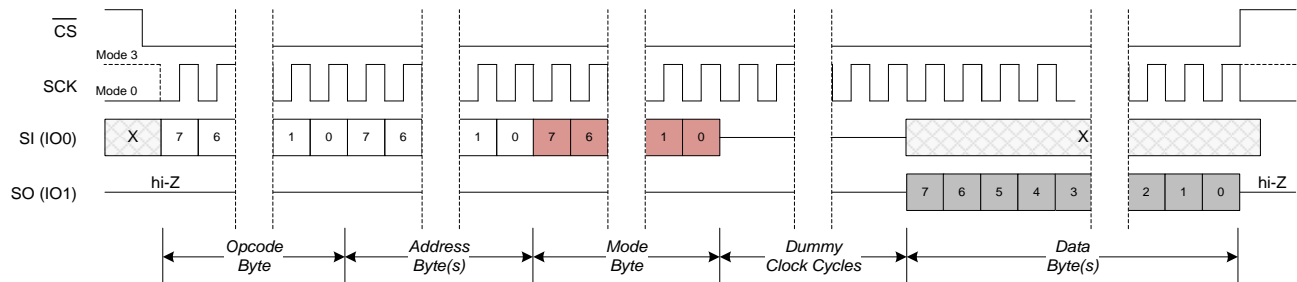 CS
Mode 3
SCK
Mode 0
SI (IO0) X 7 6 1 0 7 6 1 0 7 6 1 0 X
SO (IO1) hi-Z 7 6 5 4 3 2 1 0 hi-Z
Opcode Address Mode Dummy Data
Byte Byte(s) Byte Clock Cycles Byte(s)